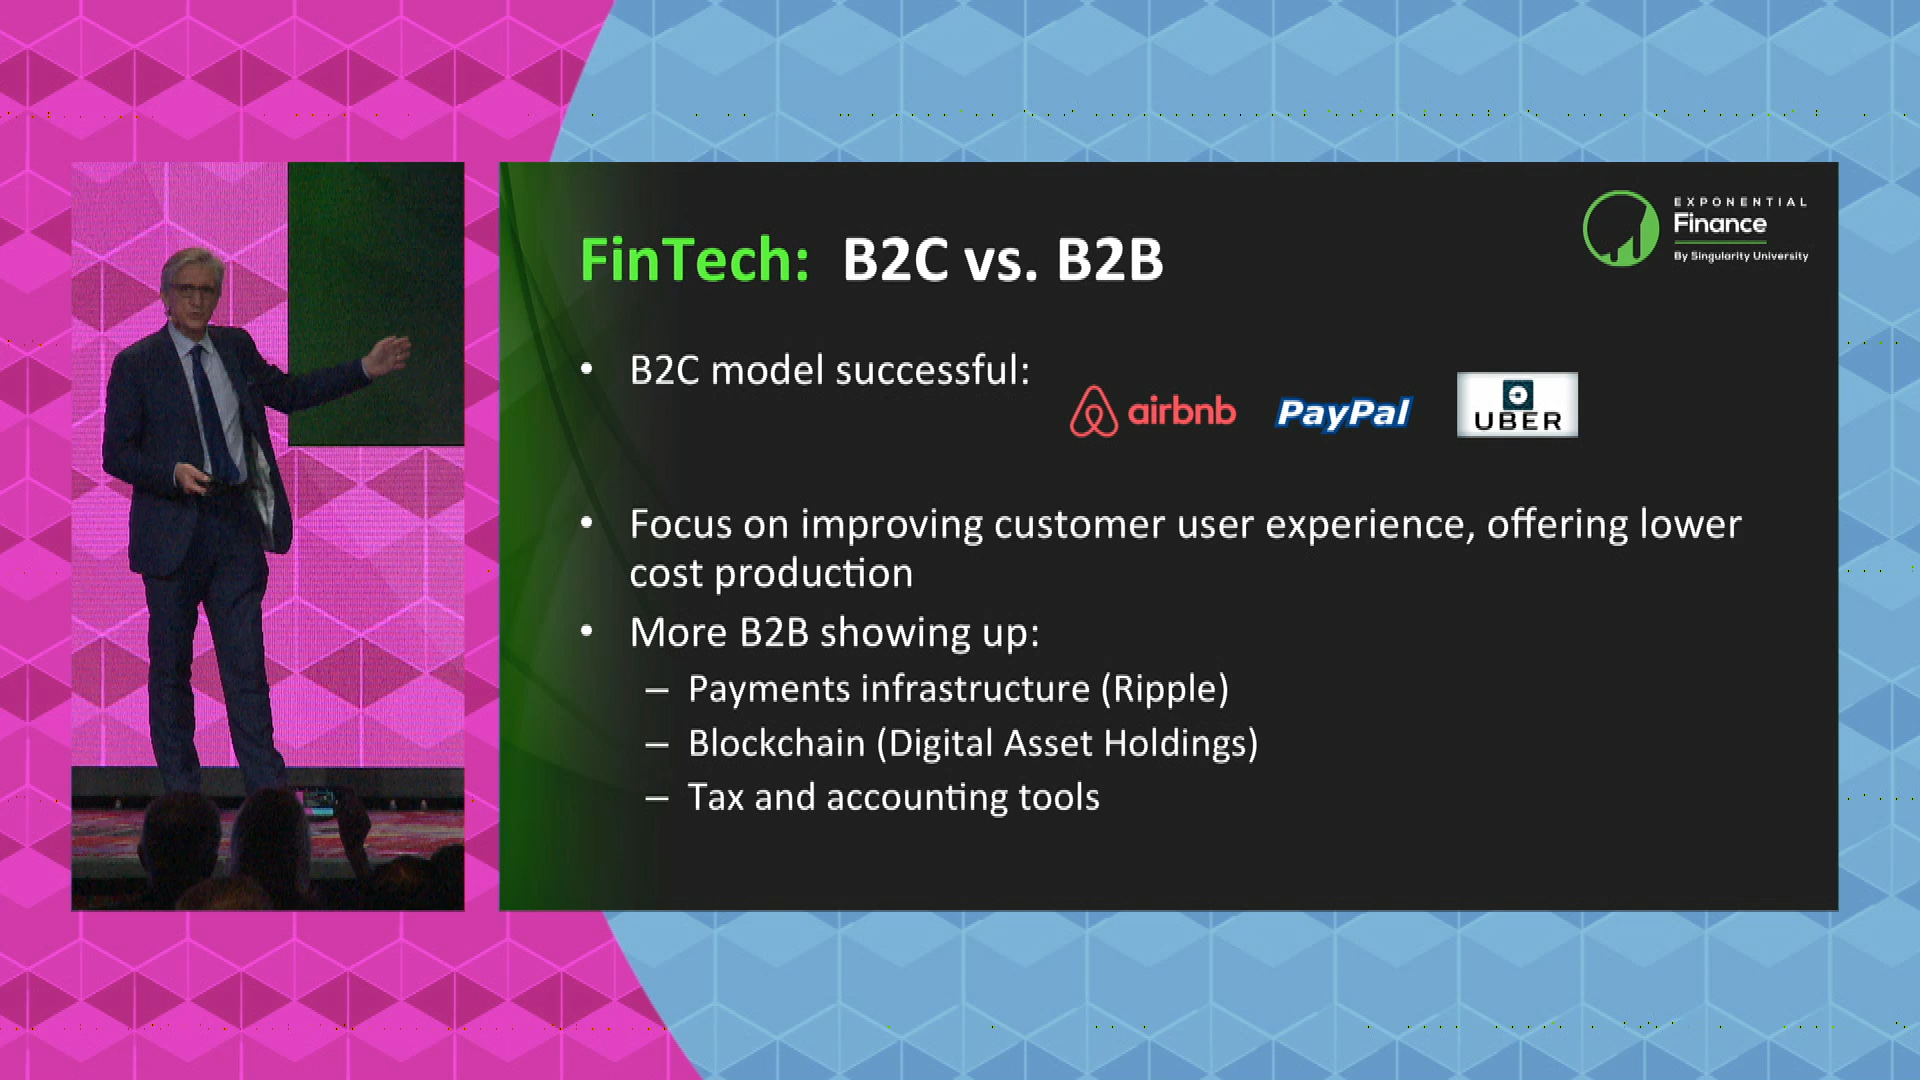 EXPONENTIAL
Finance
By Singularity University
FinTech: B2C vs. B2B
• B2C model successful:
airbnb PayPal UBER
• Focus on improving customer user experience, offering lower
cost production
• More B2B showing up:
– Payments infrastructure (Ripple)
– Blockchain (Digital Asset Holdings)
– Tax and accounting tools